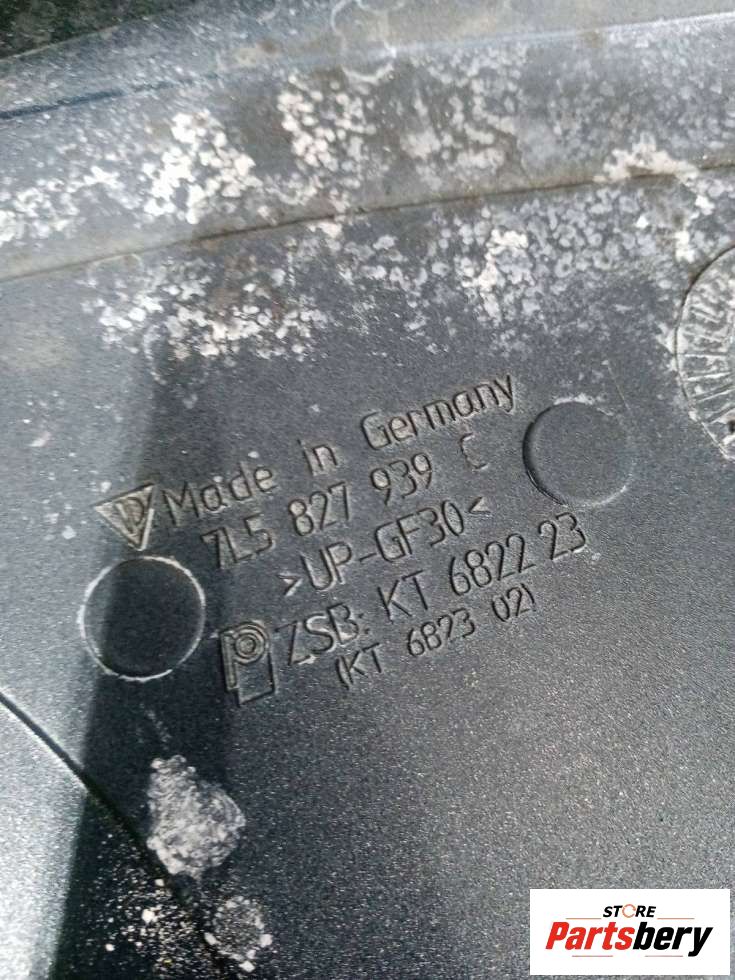 Made in Germany
7L5 827 939 C
>UP-GF30<
ZSB: KT 6822 23
(KT 6823 02)
STORE
Partsbery